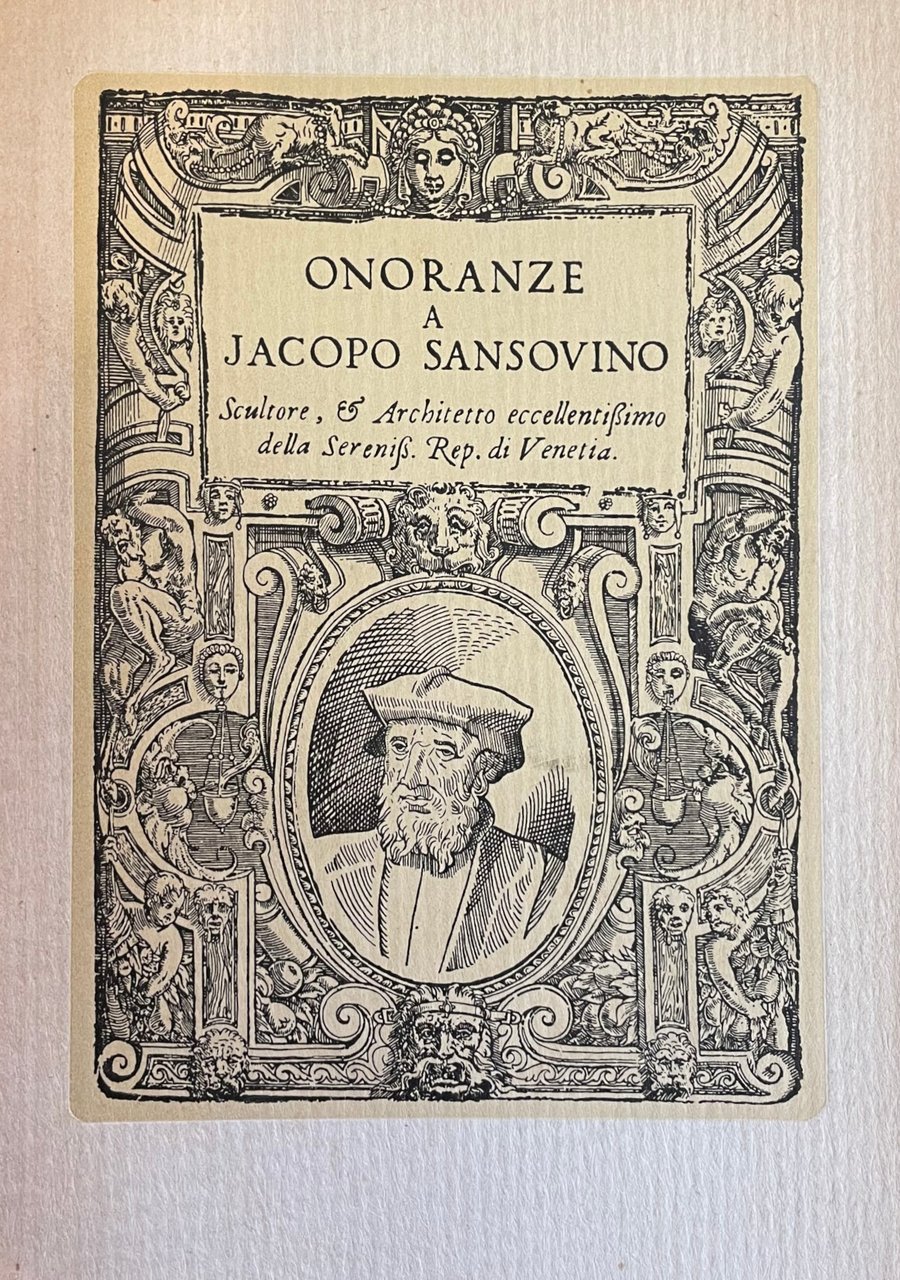 ONORANZE
A
JACOPO SANSOVINO
Scultore, & Architetto eccellentißimo
della Sereniß. Rep. di Venetia.